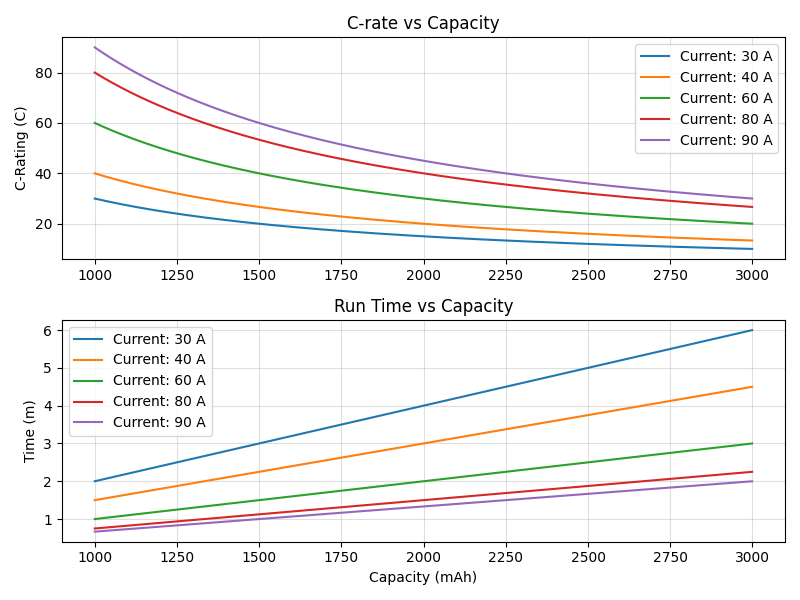 C-rate vs Capacity
C-Rating (C)
80
60
40
20
Current: 30 A
Current: 40 A
Current: 60 A
Current: 80 A
Current: 90 A
1000 1250 1500 1750 2000 2250 2500 2750 3000
Run Time vs Capacity
Time (m)
6
5
4
3
2
1
Current: 30 A
Current: 40 A
Current: 60 A
Current: 80 A
Current: 90 A
1000 1250 1500 1750 2000 2250 2500 2750 3000
Capacity (mAh)